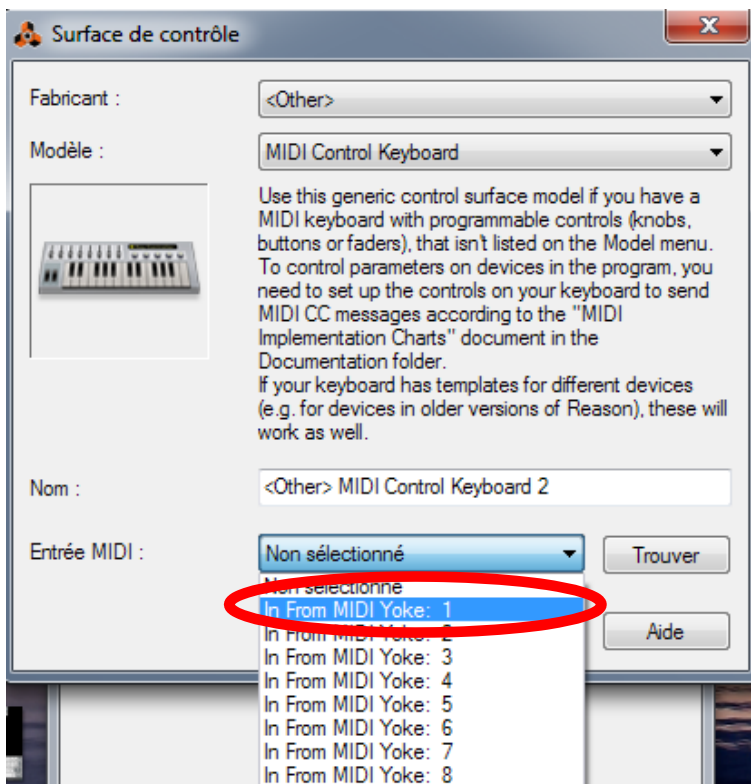 Surface de contrôle
Fabricant :
<Other>
Modèle :
MIDI Control Keyboard
Use this generic control surface model if you have a
MIDI keyboard with programmable controls (knobs,
buttons or faders), that isn't listed on the Model menu.
To control parameters on devices in the program, you
need to set up the controls on your keyboard to send
MIDI CC messages according to the "MIDI
Implementation Charts" document in the
Documentation folder.
If your keyboard has templates for different devices
(e.g. for devices in older versions of Reason), these will
work as well.
Nom :
<Other> MIDI Control Keyboard 2
Entrée MIDI :
Non sélectionné
Trouver
Non sélectionné
In From MIDI Yoke: 1
In From MIDI Yoke: 2
Aide
In From MIDI Yoke: 3
In From MIDI Yoke: 4
In From MIDI Yoke: 5
In From MIDI Yoke: 6
In From MIDI Yoke: 7
In From MIDI Yoke: 8